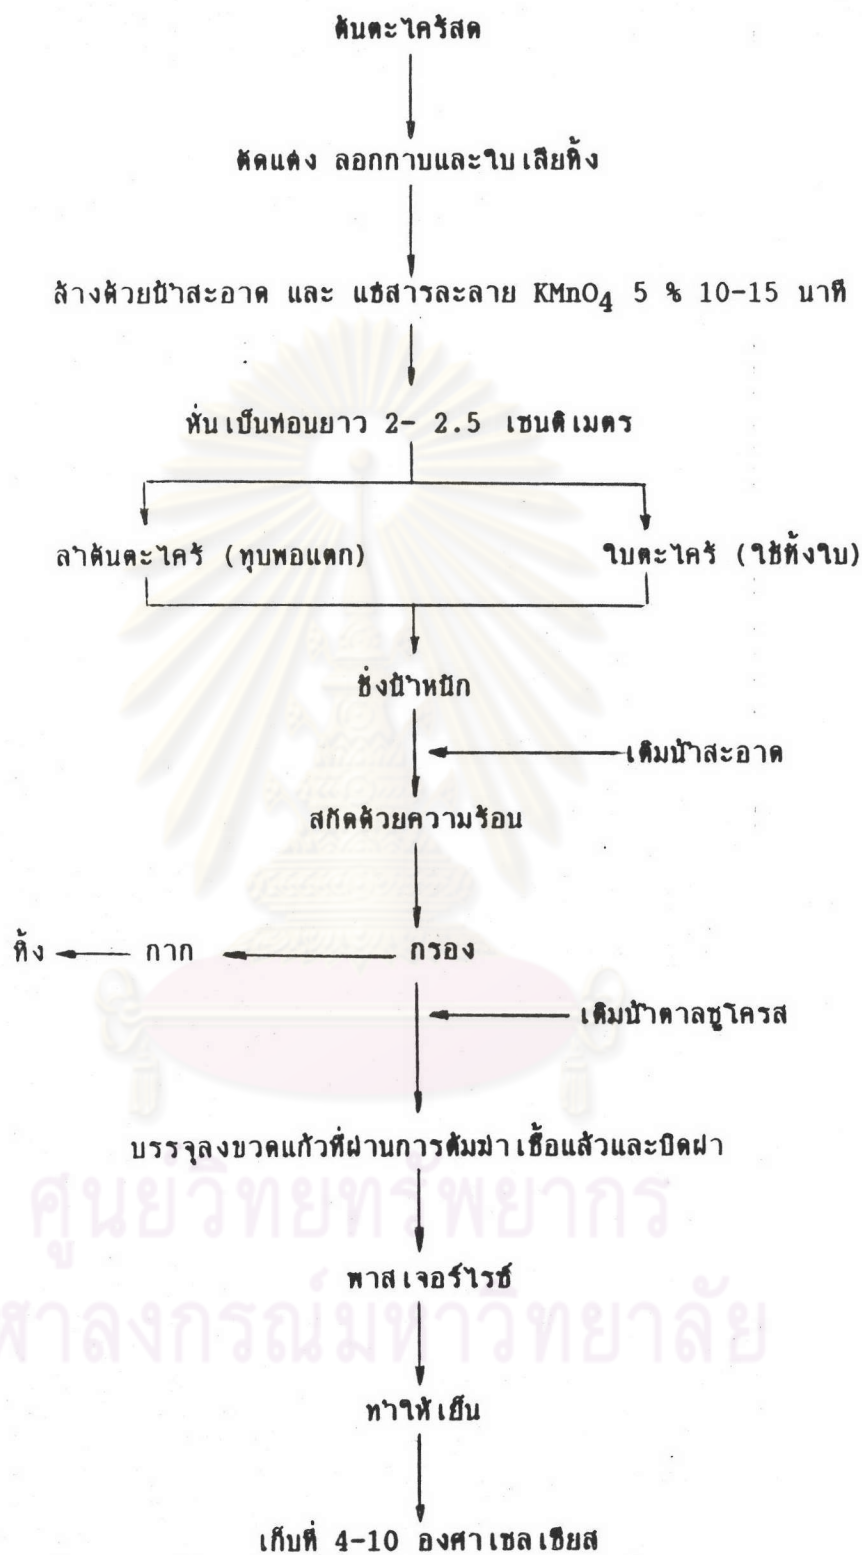 ต้นตะไคร้สด
ตัดแต่ง ลอกกาบและใบเสียทิ้ง
ล้างด้วยน้ำสะอาด และ แช่สารละลาย KMnO4 5 % 10-15 นาที
หั่นเป็นท่อนยาว 2- 2.5 เซนติเมตร
ลำต้นตะไคร้ (ทุบพอแตก)
ใบตะไคร้ (ใช้ทั้งใบ)
ชั่งน้ำหนัก
เติมน้ำสะอาด
สกัดด้วยความร้อน
ทิ้ง
กาก
กรอง
เติมน้ำตาลซูโครส
บรรจุลงขวดแก้วที่ผ่านการต้มฆ่าเชื้อแล้วและปิดฝา
ศูนย์วิทยทรัพยากร
พาสเจอร์ไรซ์
ฬาลงกรณ์มหาวิทยาลัย
ทำให้เย็น
เก็บที่ 4-10 องศาเซลเซียส